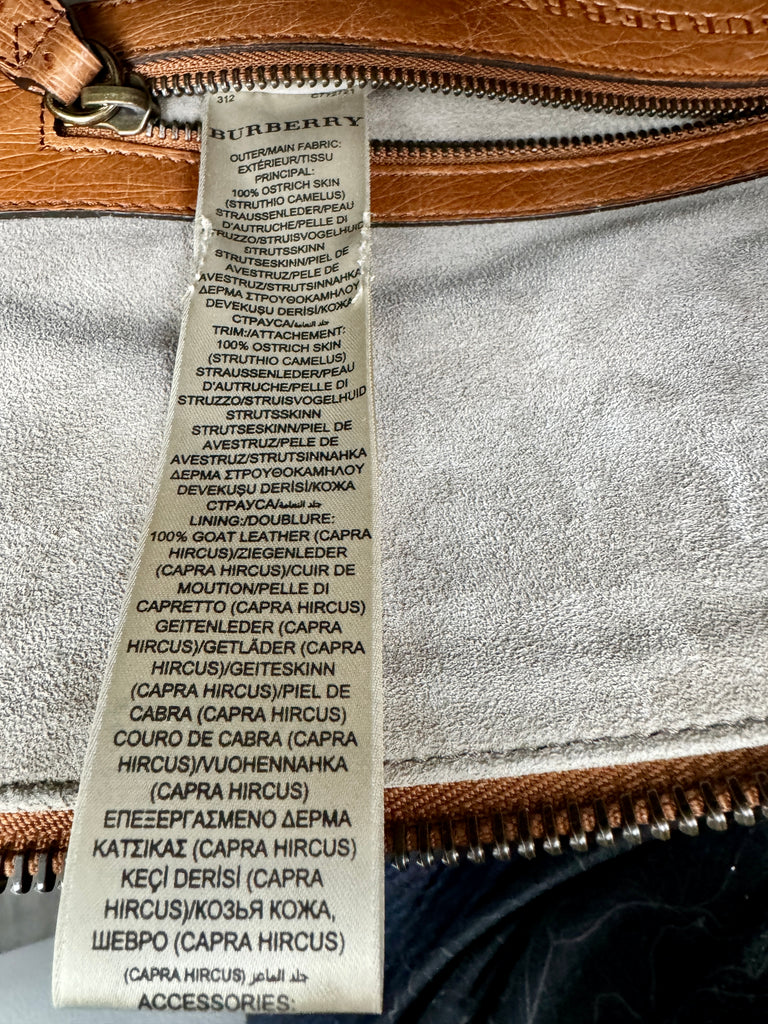 BURBERRY
312
BURBERRY
OUTER/MAIN FABRIC:
EXTÉRIEUR/TISSU
PRINCIPAL:
100% OSTRICH SKIN
(STRUTHIO CAMELUS)
STRAUSSENLEDER/PEAU
D'AUTRUCHE/PELLE DI
STRUZZO/STRUISVOGELHUID
STRUTSSKINN
STRUTSESKINN/PIEL DE
AVESTRUZ/PELE DE
AVESTRUZ/STRUTSINNAHKA
ΔΕΡΜΑ ΣΤΡΟΥΘΟΚΑΜΗΛΟΥ
DEVEKUŞU DERİSİ/КОЖА
СТРАУСА/جلد النعامة
TRIM:/ATTACHEMENT:
100% OSTRICH SKIN
(STRUTHIO CAMELUS)
STRAUSSENLEDER/PEAU
D'AUTRUCHE/PELLE DI
STRUZZO/STRUISVOGELHUID
STRUTSSKINN
STRUTSESKINN/PIEL DE
AVESTRUZ/PELE DE
AVESTRUZ/STRUTSINNAHKA
ΔΕΡΜΑ ΣΤΡΟΥΘΟΚΑΜΗΛΟΥ
DEVEKUŞU DERİSİ/КОЖА
СТРАУСА/جلد النعامة
LINING:/DOUBLURE:
100% GOAT LEATHER (CAPRA
HIRCUS)/ZIEGENLEDER
(CAPRA HIRCUS)/CUIR DE
MOUTION/PELLE DI
CAPRETTO (CAPRA HIRCUS)
GEITENLEDER (CAPRA
HIRCUS)/GETLÄDER (CAPRA
HIRCUS)/GEITESKINN
(CAPRA HIRCUS)/PIEL DE
CABRA (CAPRA HIRCUS)
COURO DE CABRA (CAPRA
HIRCUS)/VUOHENNAHKA
(CAPRA HIRCUS)
ΕΠΕΞΕΡΓΑΣΜΕΝΟ ΔΕΡΜΑ
ΚΑΤΣΙΚΑΣ (CAPRA HIRCUS)
KEÇİ DERİSİ (CAPRA
HIRCUS)/КОЗЬЯ КОЖА,
ШЕВРО (CAPRA HIRCUS)
(CAPRA HIRCUS) جلد الماعز
ACCESSORIES: